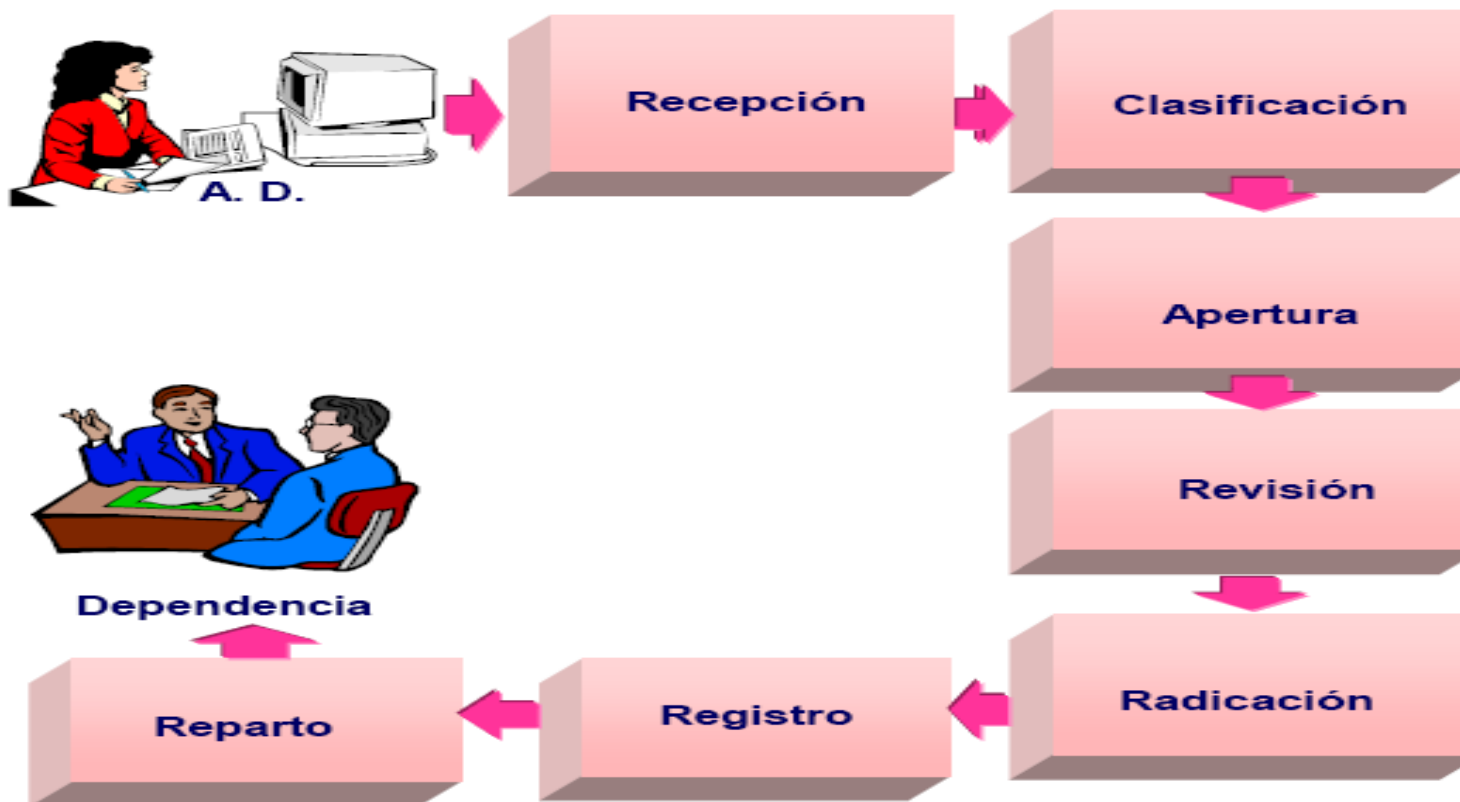 A. D.
Recepción
Clasificación
Apertura
Revisión
Radicación
Registro
Reparto
Dependencia